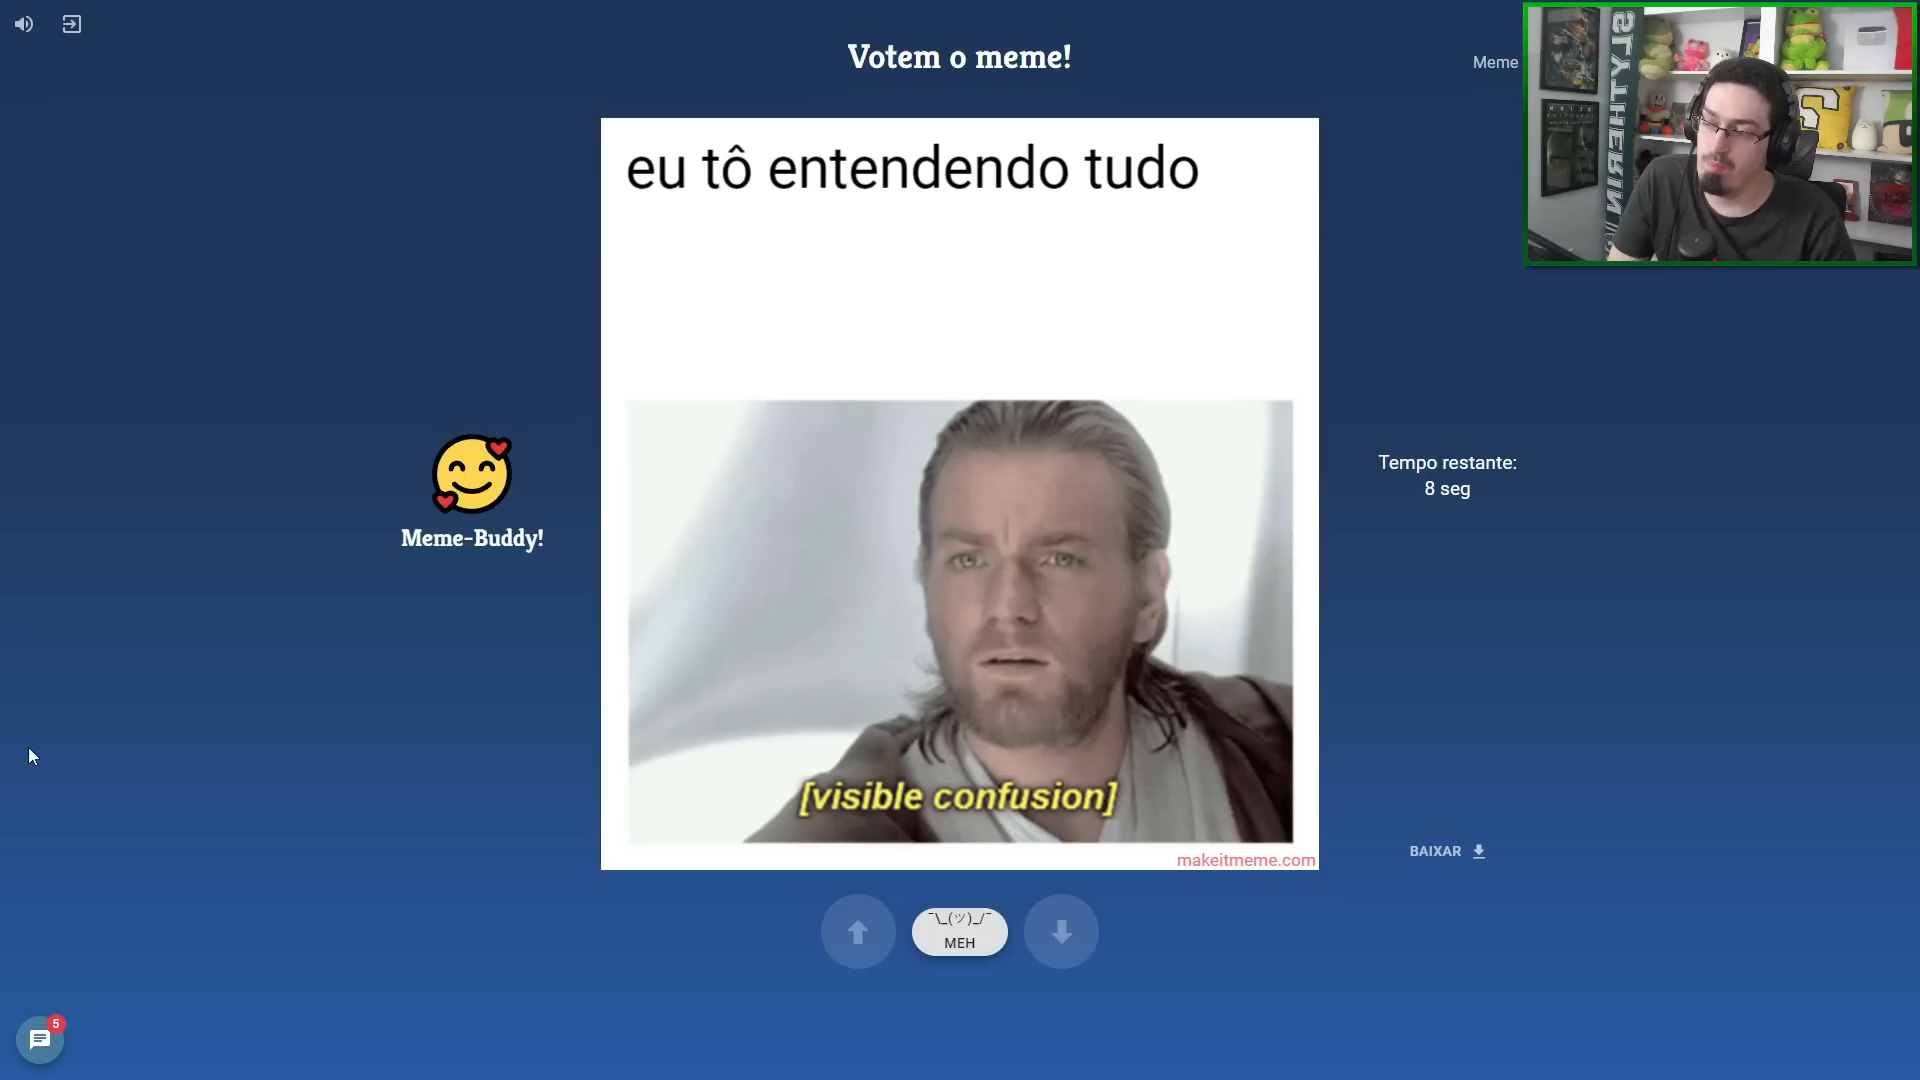 Votem o meme!
Meme
SLYTHERIN
eu tô entendendo tudo
Meme-Buddy!
Tempo restante:
8 seg
[visible confusion]
makeitmeme.com
BAIXAR
¯\_(ツ)_/¯
MEH
5